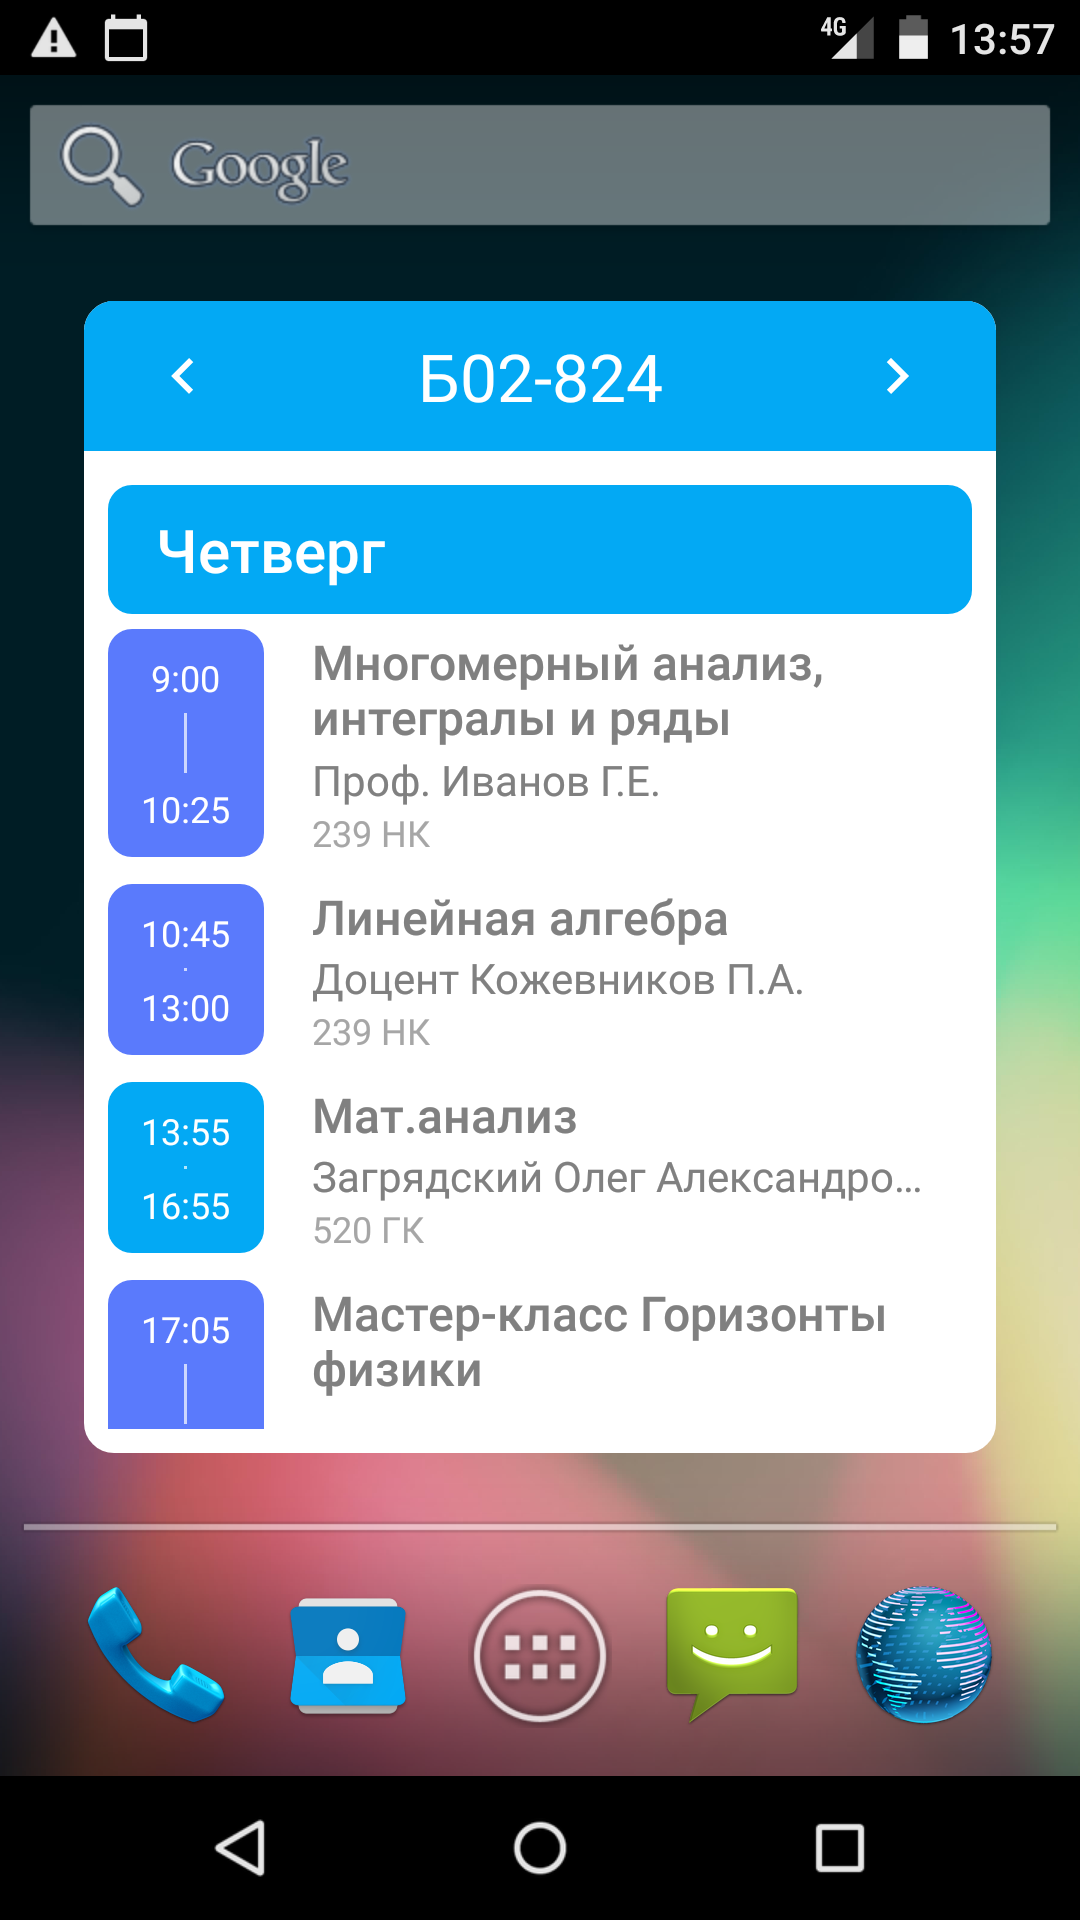 4G 13:57
Google
Б02-824
Четверг
9:00
10:25
Многомерный анализ,
интегралы и ряды
Проф. Иванов Г.Е.
239 НК
10:45
13:00
Линейная алгебра
Доцент Кожевников П.А.
239 НК
13:55
16:55
Мат.анализ
Загрядский Олег Александро...
520 ГК
17:05
Мастер-класс Горизонты
физики